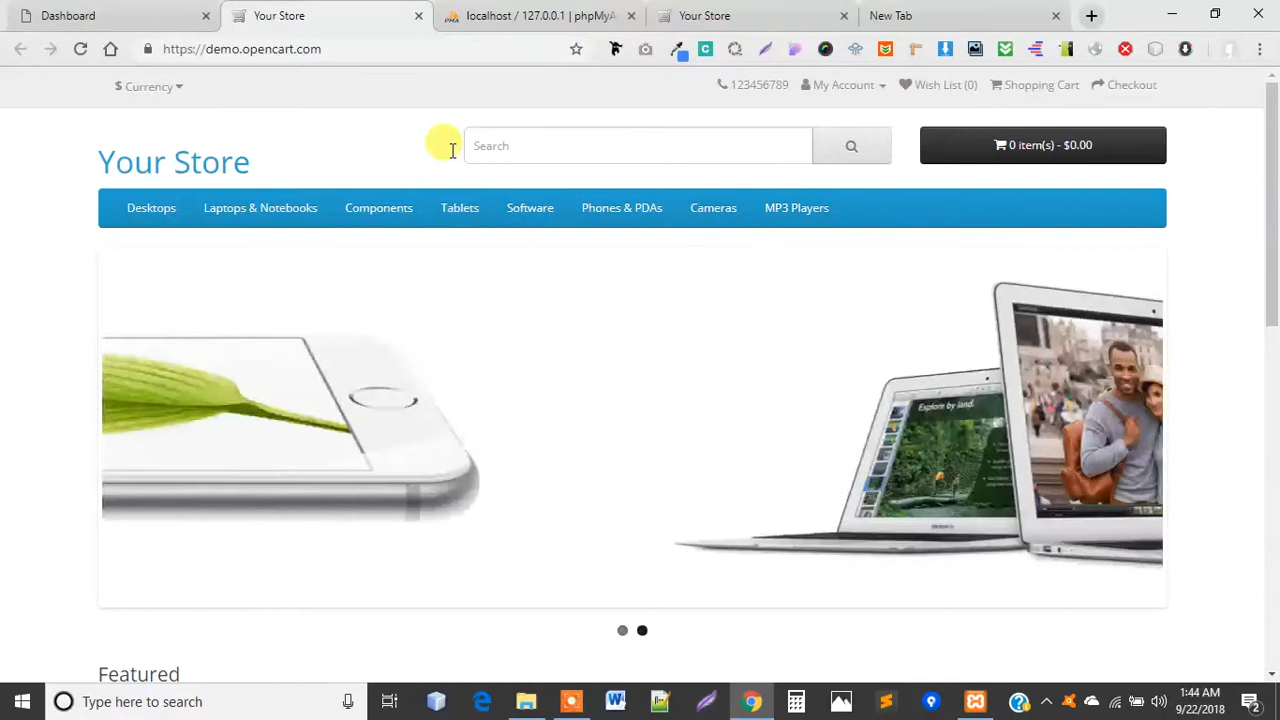 Dashboard
Your Store
localhost / 127.0.0.1 | phpMyA
Your Store
New Tab
https://demo.opencart.com
$ Currency
123456789
My Account
Wish List (0)
Shopping Cart
Checkout
Your Store
Search
0 item(s) - $0.00
Desktops
Laptops & Notebooks
Components
Tablets
Software
Phones & PDAs
Cameras
MP3 Players
Explore by land.
Featured
Type here to search
1:44 AM
9/22/2018
2